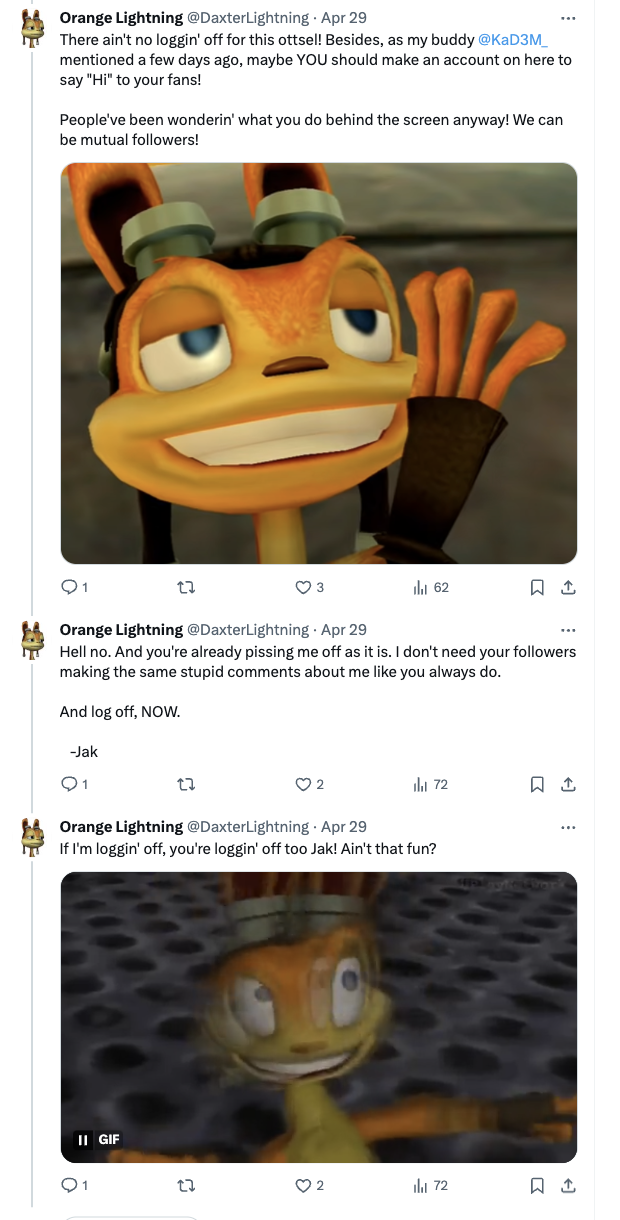 Orange Lightning @DaxterLightning · Apr 29
There ain't no loggin' off for this ottsel! Besides, as my buddy @KaD3M_
mentioned a few days ago, maybe YOU should make an account on here to
say "Hi" to your fans!
People've been wonderin' what you do behind the screen anyway! We can
be mutual followers!
1 3 62
Orange Lightning @DaxterLightning · Apr 29
Hell no. And you're already pissing me off as it is. I don't need your followers
making the same stupid comments about me like you always do.
And log off, NOW.
-Jak
1 2 72
Orange Lightning @DaxterLightning · Apr 29
If I'm loggin' off, you're loggin' off too Jak! Ain't that fun?
GIF
1 2 72